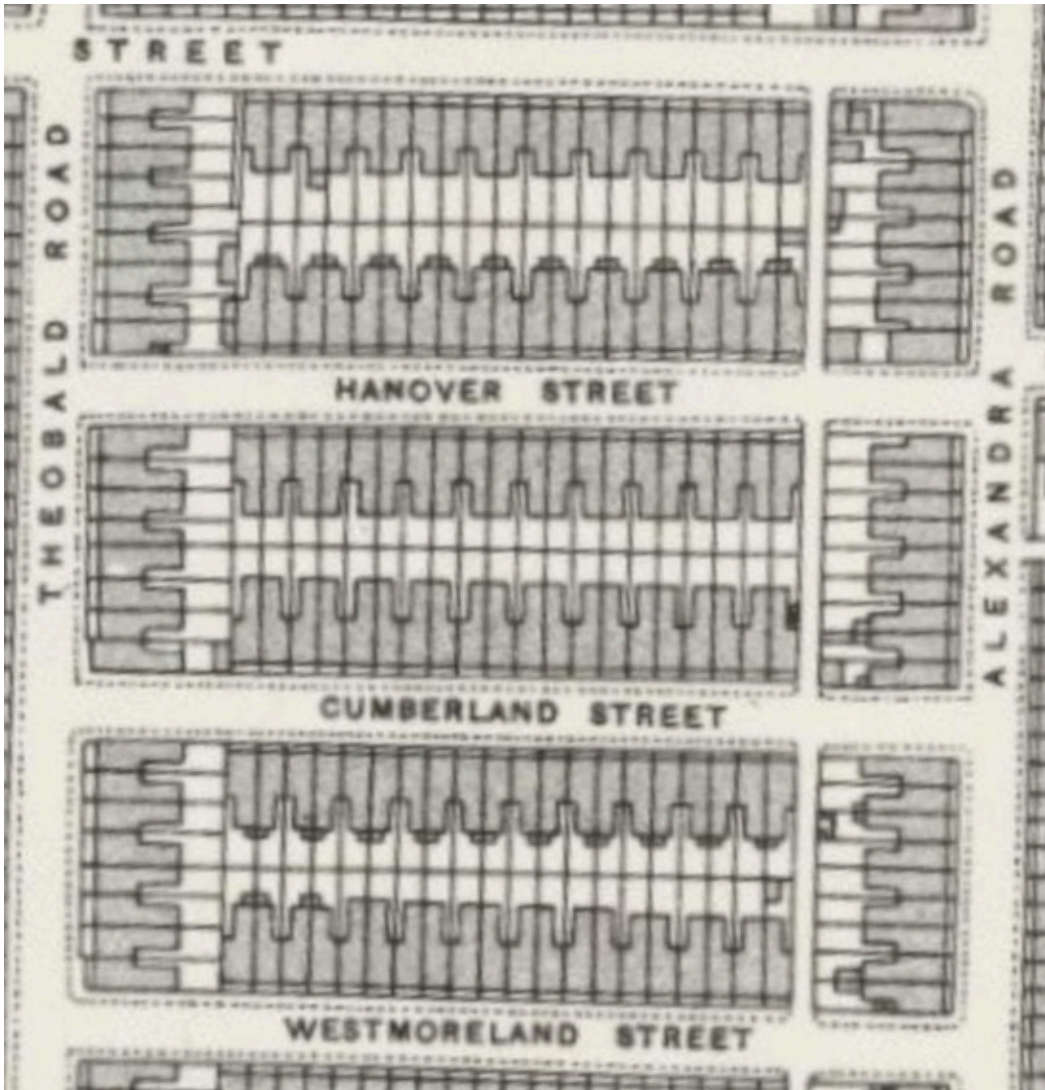 STREET
THEOBALD ROAD
ALEXANDRA ROAD
HANOVER STREET
CUMBERLAND STREET
WESTMORELAND STREET